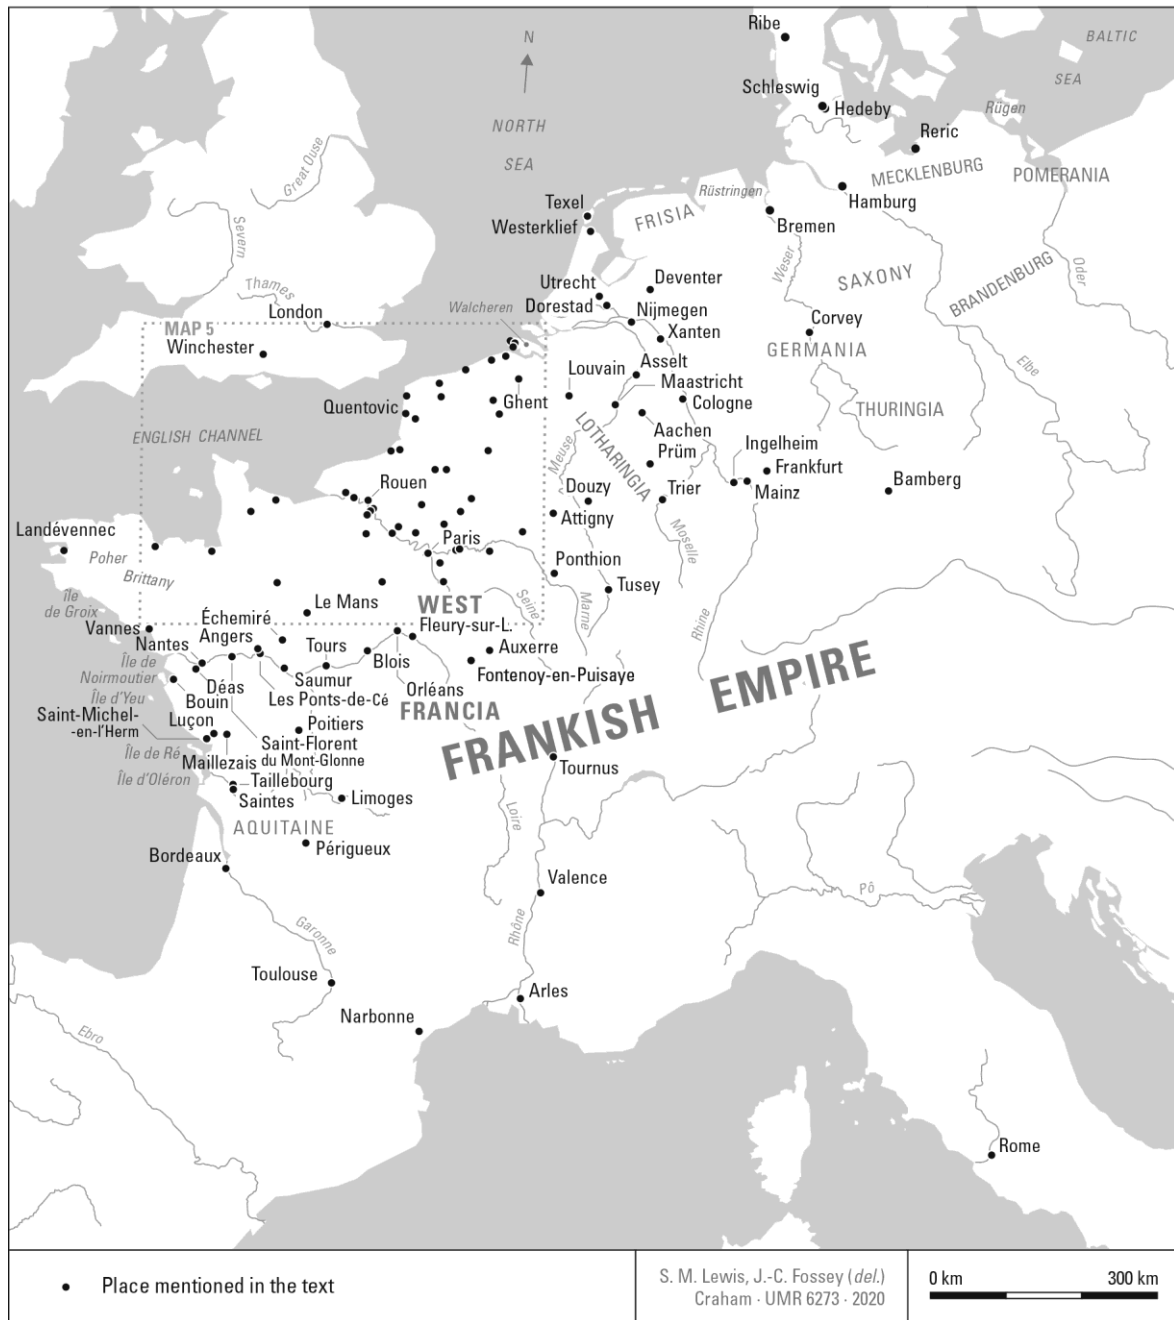 Ribe
BALTIC
SEA
N
Schleswig
Hedeby
Rügen
NORTH
SEA
Great Ouse
Reric
MECKLENBURG
POMERANIA
Rüstringen
Hamburg
Texel
Westerklief
FRISIA
Bremen
Severn
Weser
SAXONY
Oder
BRANDENBURG
Thames
Utrecht
Deventer
Dorestad
Nijmegen
Walcheren
London
MAP 5
Xanten
Corvey
Winchester
GERMANIA
Elbe
Asselt
Louvain
Maastricht
Quentovic
Ghent
Cologne
THURINGIA
ENGLISH CHANNEL
LOTHARINGIA
Aachen
Ingelheim
Prüm
Meuse
Frankfurt
Rouen
Douzy
Trier
Mainz
Bamberg
Attigny
Landévennec
Paris
Moselle
Poher
Ponthion
Brittany
Tusey
île
de Groix
Le Mans
WEST
Seine
Marne
Rhine
Échemiré
Fleury-sur-L.
Vannes
Angers
Nantes
Tours
Auxerre
Île de
Noirmoutier
Blois
Fontenoy-en-Puisaye
Saumur
Déas
Les Ponts-de-Cé
Orléans
Île d'Yeu
Bouin
FRANCIA
FRANKISH EMPIRE
Saint-Michel-
-en-l'Herm
Luçon
Poitiers
Île de Ré
Saint-Florent
du Mont-Glonne
Maillezais
Tournus
Île d'Oléron
Taillebourg
Saintes
Limoges
Loire
AQUITAINE
Périgueux
Bordeaux
Valence
Pô
Garonne
Rhône
Toulouse
Arles
Narbonne
Ebro
Rome
Place mentioned in the text
S. M. Lewis, J.-C. Fossey (del.)
Craham · UMR 6273 · 2020
0 km 300 km